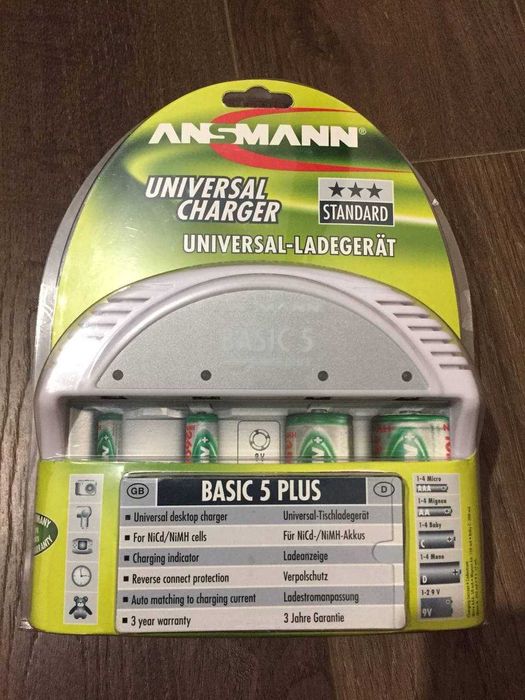 ANSMANN®
UNIVERSAL
CHARGER
STANDARD
UNIVERSAL-LADEGERÄT
BASIC 5
9V
GB
BASIC 5 PLUS
D
Universal desktop charger
Universal-Tischladegerät
For NiCd/NiMH cells
Für NiCd-/NiMH-Akkus
Charging indicator
Ladeanzeige
Reverse connect protection
Verpolschutz
Auto matching to charging current
Ladestromanpassung
3 year warranty
3 Jahre Garantie
1-4 Micro
AAA
1-4 Mignon
AA
1-4 Baby
C
1-4 Mono
D
1-2 9 V
9V